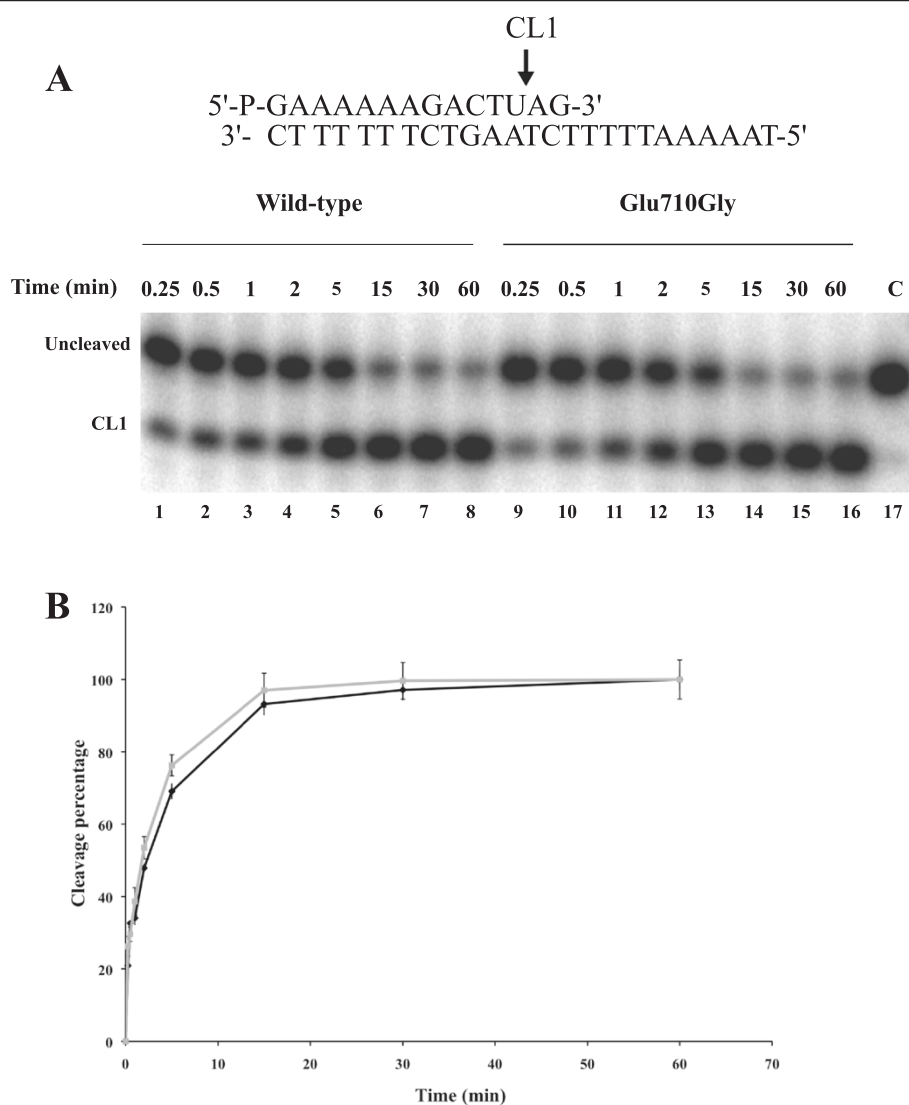 CL1
A
5'-P-GAAAAAAGACTUAG-3'
3'- CT TT TT TCTGAATCTTTTTAAAAAT-5'
Wild-type Glu710Gly
Time (min) 0.25 0.5 1 2 5 15 30 60 0.25 0.5 1 2 5 15 30 60 C
Uncleaved
CL1
1 2 3 4 5 6 7 8 9 10 11 12 13 14 15 16 17
B
120
100
80
60
40
20
0
Cleavage percentage
0 10 20 30 40 50 60 70
Time (min)